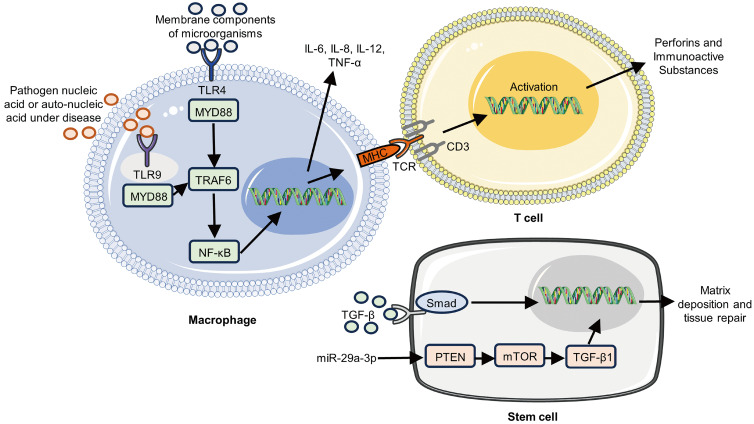 Membrane components
of microorganisms
Pathogen nucleic
acid or auto-nucleic
acid under disease
TLR4
MYD88
TLR9
MYD88
TRAF6
NF-κB
Macrophage
IL-6, IL-8, IL-12,
TNF-α
MHC
TCR
CD3
Activation
T cell
Perforins and
Immunoactive
Substances
TGF-β
Smad
miR-29a-3p
PTEN
mTOR
TGF-β1
Stem cell
Matrix
deposition and
tissue repair